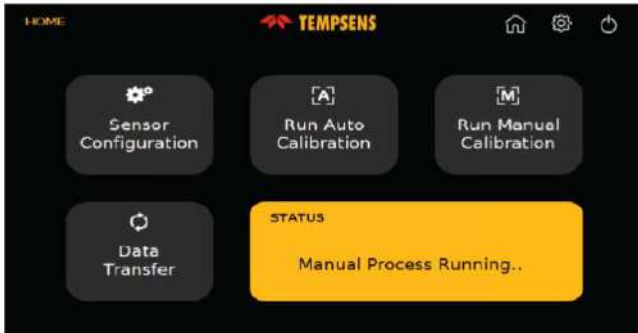 HOME
TEMPSENS
Sensor
Configuration
A
Run Auto
Calibration
M
Run Manual
Calibration
Data
Transfer
STATUS
Manual Process Running..